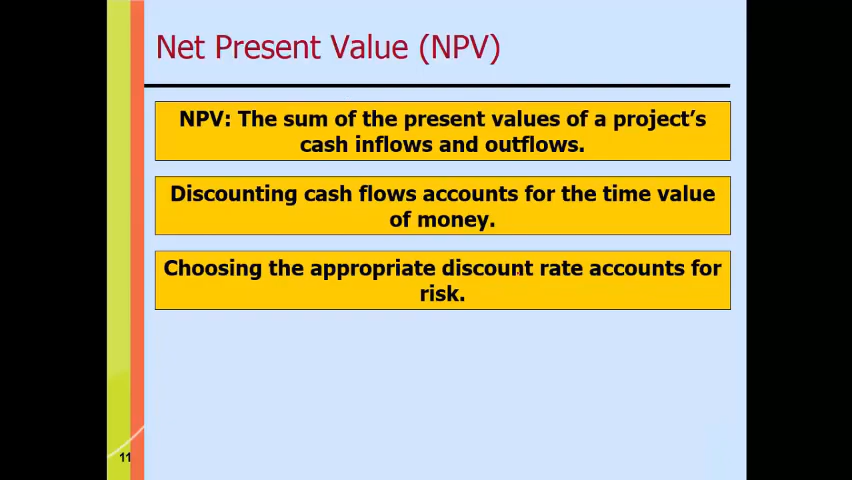 Net Present Value (NPV)
NPV: The sum of the present values of a project’s
cash inflows and outflows.
Discounting cash flows accounts for the time value
of money.
Choosing the appropriate discount rate accounts for
risk.
11